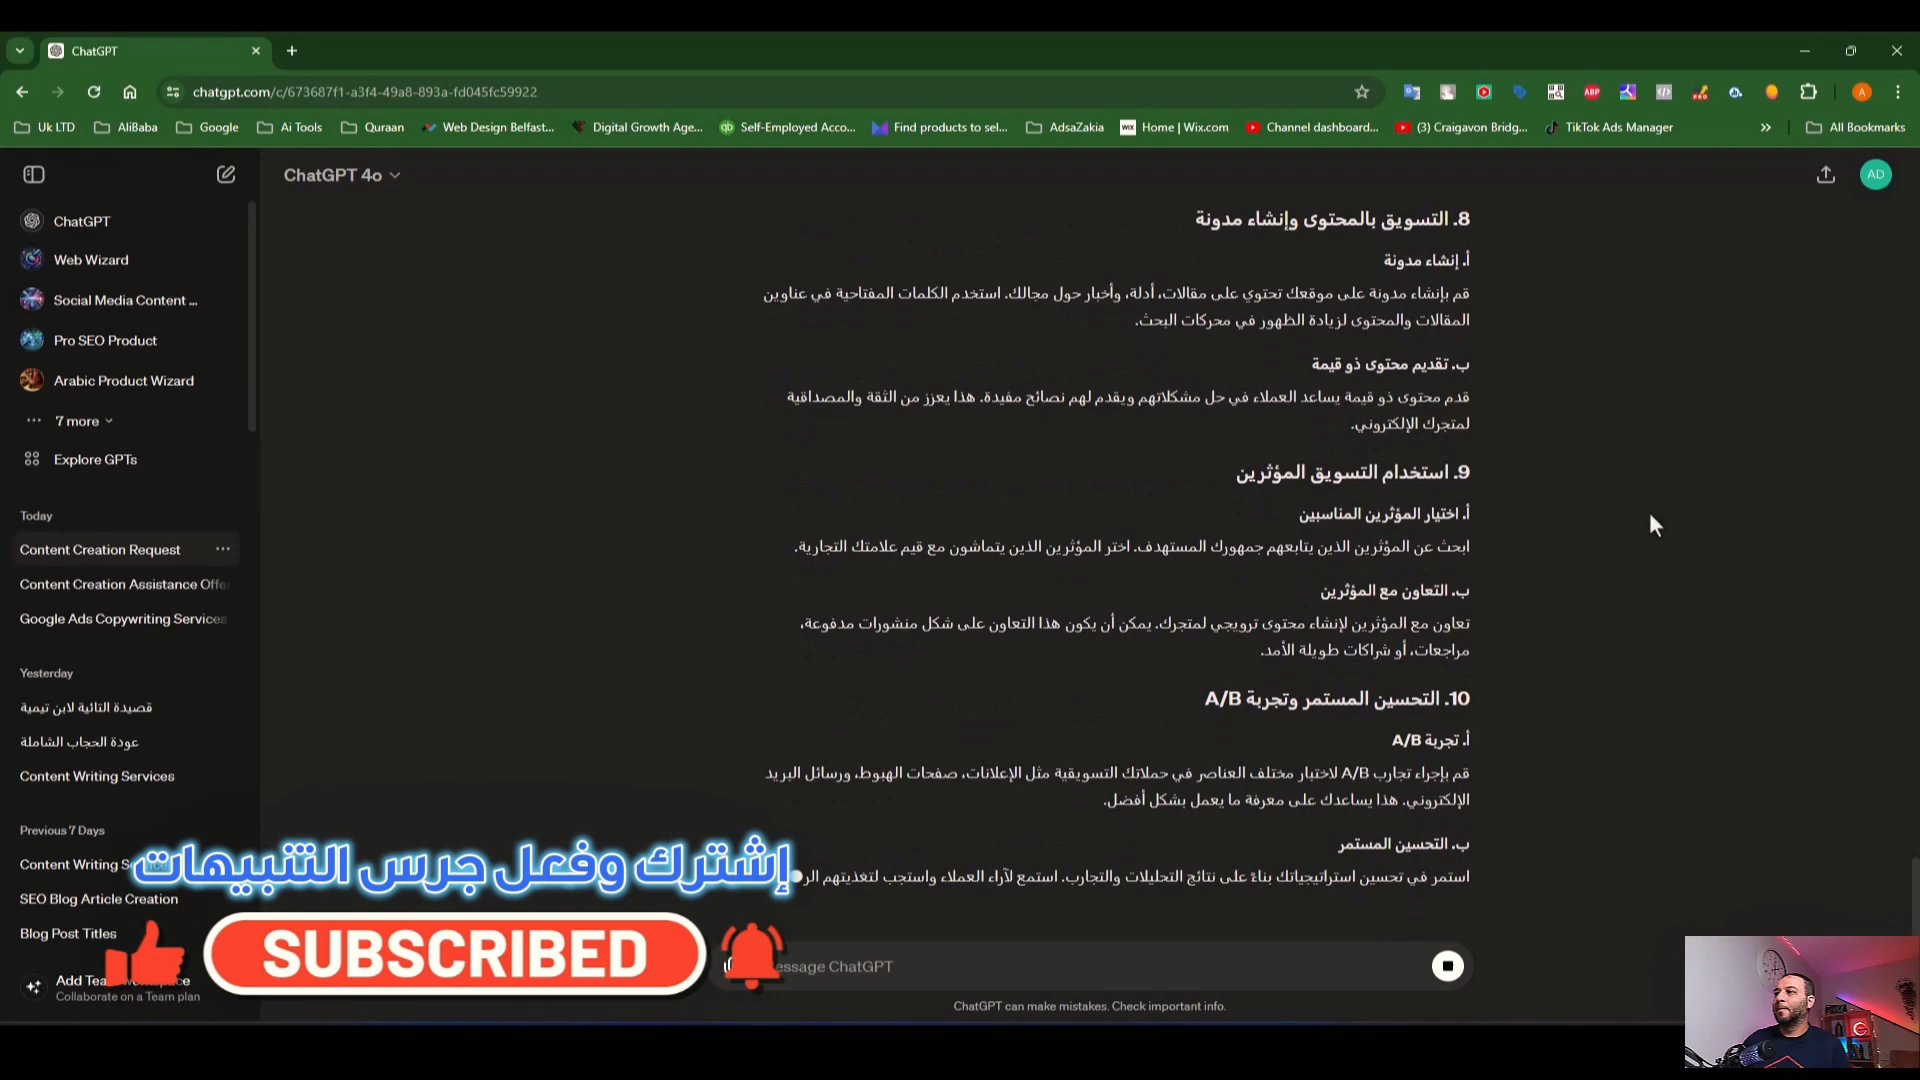 ChatGPT
chatgpt.com/c/673687f1-a3f4-49a8-893a-fd045fc59922
Uk LTD
AliBaba
Google
Ai Tools
Quraan
Web Design Belfast...
Digital Growth Age...
qb
Self-Employed Acco...
Find products to sel...
AdsaZakia
WIX
Home | Wix.com
Channel dashboard...
(3) Craigavon Bridg...
TikTok Ads Manager
All Bookmarks
ABP
A
ChatGPT 4o
AD
ChatGPT
Web Wizard
Social Media Content ...
Pro SEO Product
Arabic Product Wizard
7 more
Explore GPTs
Today
Content Creation Request
Content Creation Assistance Offe
Google Ads Copywriting Services
Yesterday
قصيدة التائية لابن تيمية
عودة الحجاب الشاملة
Content Writing Services
Previous 7 Days
Content Writing S
SEO Blog Article Creation
Blog Post Titles
Add Tea
Collaborate on a Team plan
8. التسويق بالمحتوى وإنشاء مدونة
أ. إنشاء مدونة
قم بإنشاء مدونة على موقعك تحتوي على مقالات، أدلة، وأخبار حول مجالك. استخدم الكلمات المفتاحية في عناوين
المقالات والمحتوى لزيادة الظهور في محركات البحث.
ب. تقديم محتوى ذو قيمة
قدم محتوى ذو قيمة يساعد العملاء في حل مشكلاتهم ويقدم لهم نصائح مفيدة. هذا يعزز من الثقة والمصداقية
لمتجرك الإلكتروني.
9. استخدام التسويق المؤثرين
أ. اختيار المؤثرين المناسبين
ابحث عن المؤثرين الذين يتابعهم جمهورك المستهدف. اختر المؤثرين الذين يتماشون مع قيم علامتك التجارية.
ب. التعاون مع المؤثرين
تعاون مع المؤثرين لإنشاء محتوى ترويجي لمتجرك. يمكن أن يكون هذا التعاون على شكل منشورات مدفوعة،
مراجعات، أو شراكات طويلة الأمد.
10. التحسين المستمر وتجربة A/B
أ. تجربة A/B
قم بإجراء تجارب A/B لاختبار مختلف العناصر في حملاتك التسويقية مثل الإعلانات، صفحات الهبوط، ورسائل البريد
الإلكتروني. هذا يساعدك على معرفة ما يعمل بشكل أفضل.
ب. التحسين المستمر
استمر في تحسين استراتيجياتك بناءً على نتائج التحليلات والتجارب. استمع لآراء العملاء واستجب لتغذيتهم الر
إشترك وفعل جرس التنبيهات
SUBSCRIBED
essage ChatGPT
ChatGPT can make mistakes. Check important info.